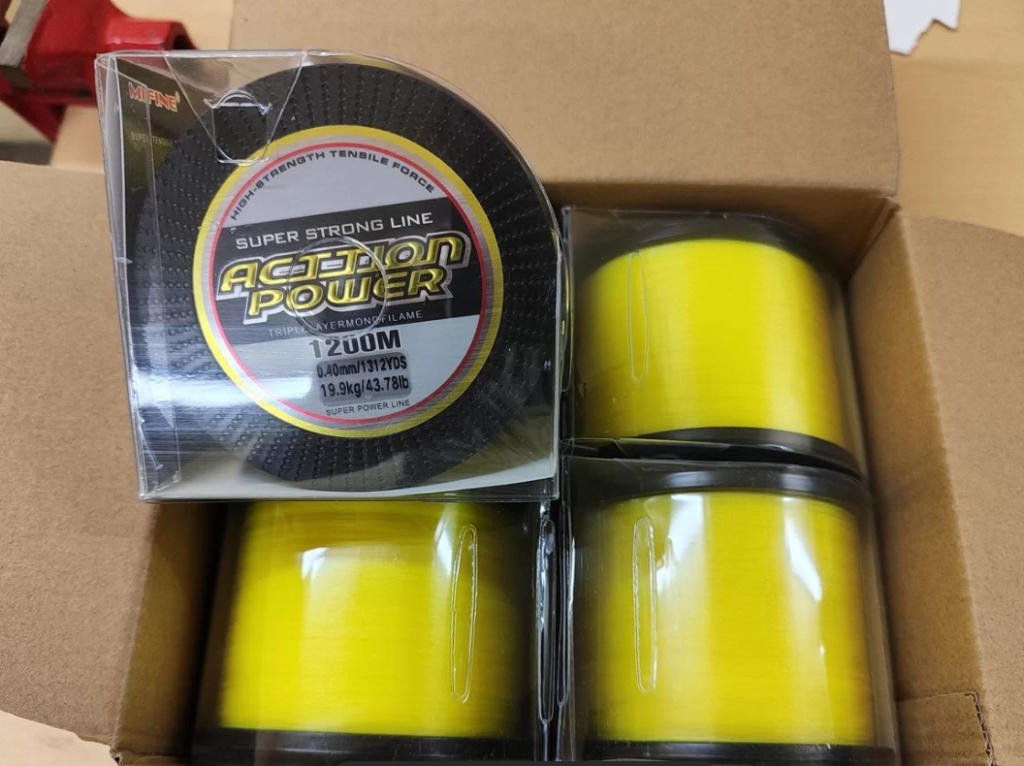 MIFINE
HIGH-STRENGTH TENSILE FORCE
SUPER STRONG LINE
ACTION
POWER
TRIPLE LAYERMONOFILAME
1200M
0.40mm/1312YDS
19.9kg/43.78lb
SUPER POWER LINE